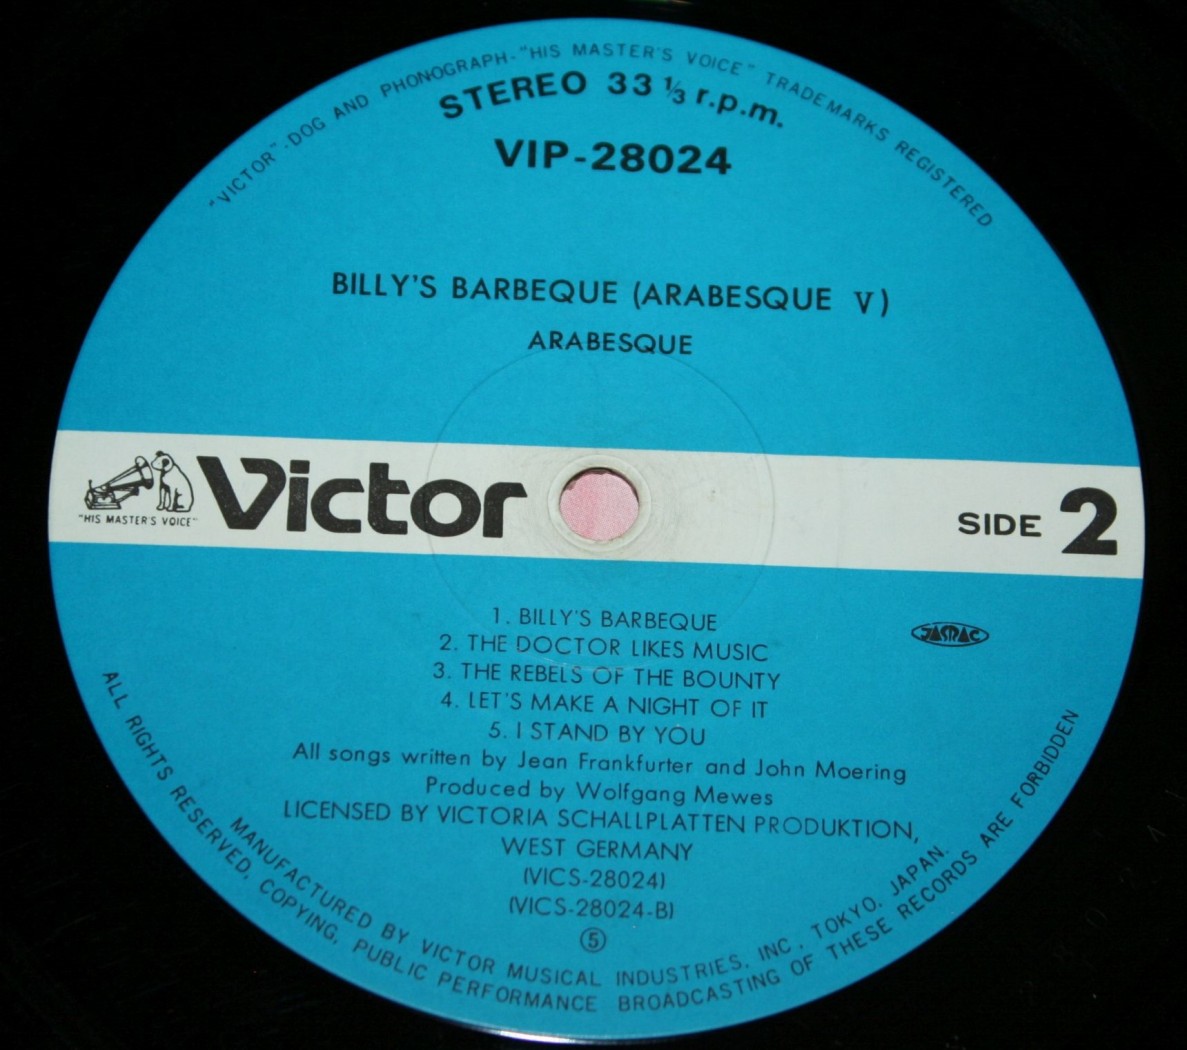 "VICTOR"·DOG AND PHONOGRAPH-"HIS MASTER'S VOICE" TRADEMARKS REGISTERED
STEREO 33 ⅓ r.p.m.
VIP-28024
BILLY'S BARBEQUE (ARABESQUE V)
ARABESQUE
"HIS MASTER'S VOICE"
Victor
SIDE 2
1. BILLY'S BARBEQUE
2. THE DOCTOR LIKES MUSIC
JASRAC
3. THE REBELS OF THE BOUNTY
4. LET'S MAKE A NIGHT OF IT
5. I STAND BY YOU
All songs written by Jean Frankfurter and John Moering
Produced by Wolfgang Mewes
LICENSED BY VICTORIA SCHALLPLATTEN PRODUKTION,
WEST GERMANY
(VICS-28024)
(VICS-28024-B)
⑤
MANUFACTURED BY VICTOR MUSICAL INDUSTRIES, INC., TOKYO, JAPAN.
ALL RIGHTS RESERVED, COPYING, PUBLIC PERFORMANCE BROADCASTING OF THESE RECORDS ARE FORBIDDEN